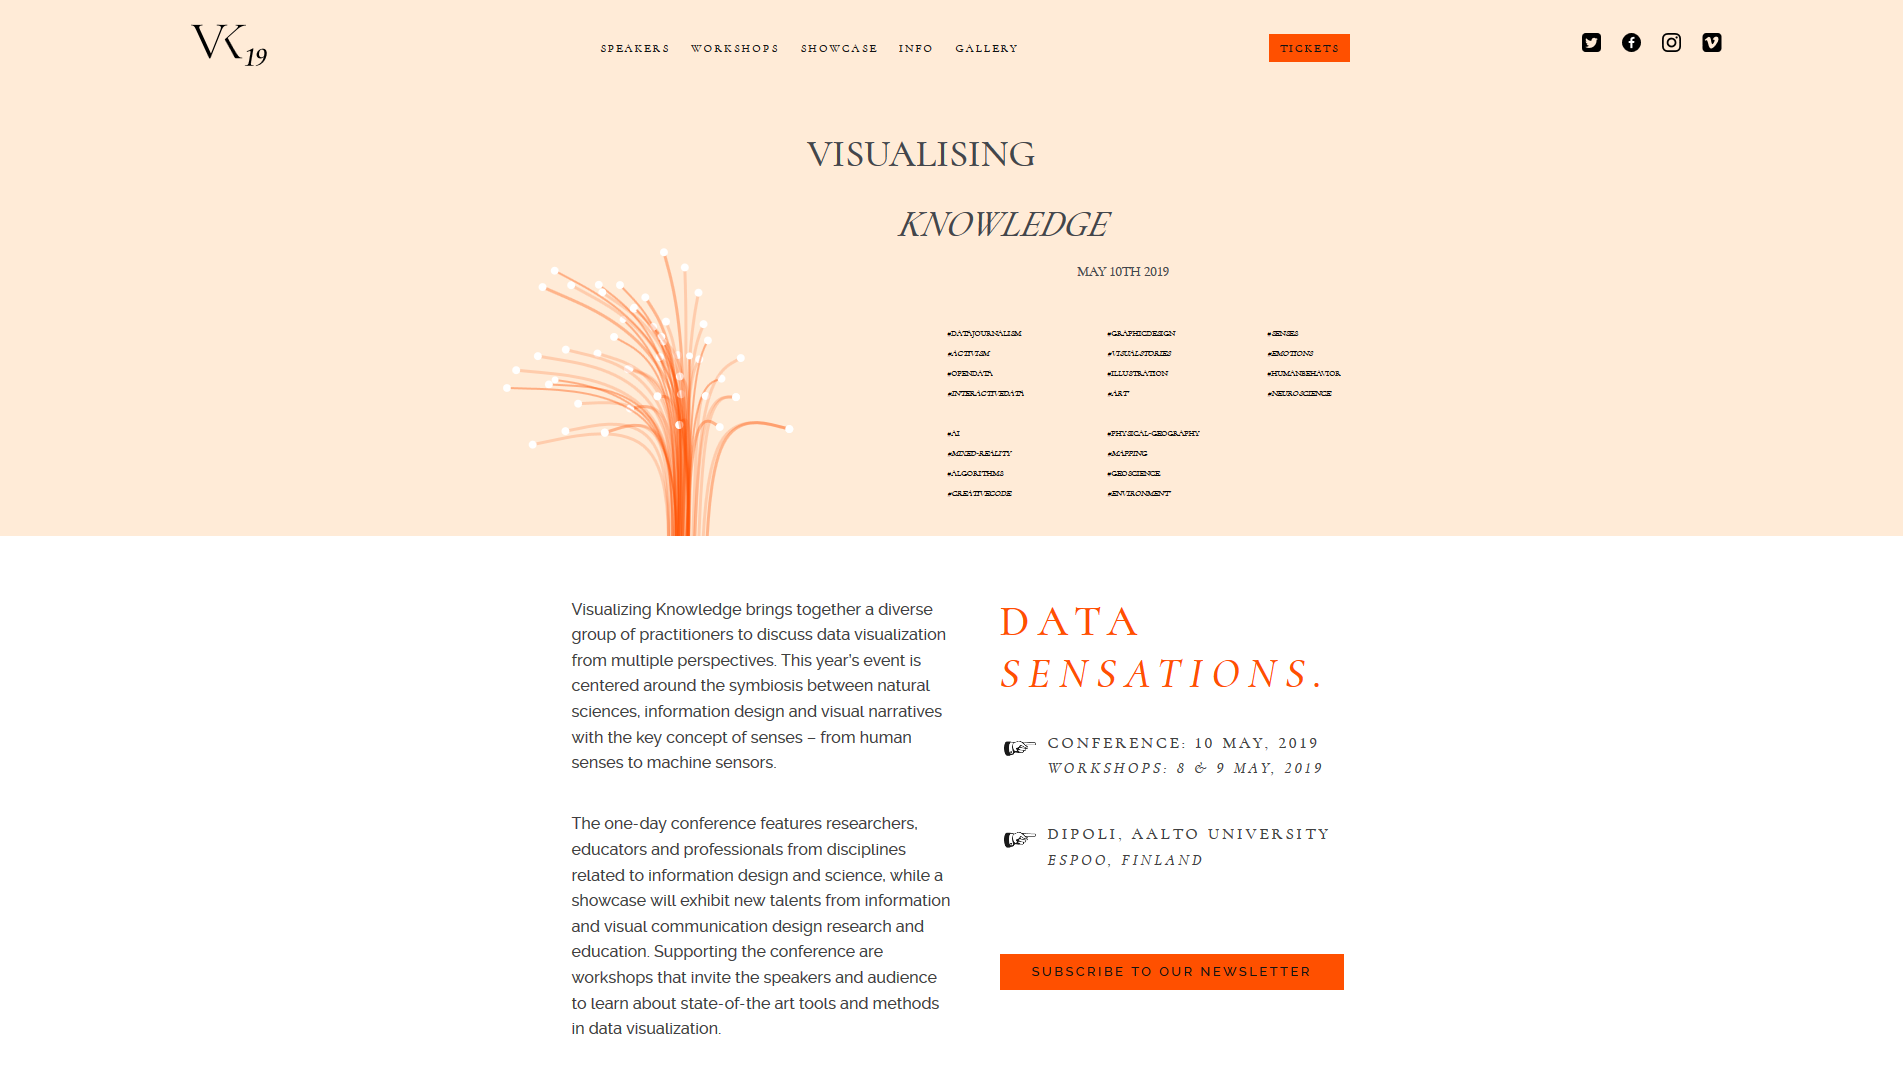 VK19
SPEAKERS
WORKSHOPS
SHOWCASE
INFO
GALLERY
TICKETS
VISUALISING
KNOWLEDGE
MAY 10TH 2019
#DATAJOURNALISM
#ACTIVISM
#OPENDATA
#INTERACTIVEDATA
#GRAPHICDESIGN
#VISUALSTORIES
#ILLUSTRATION
#ART
#SENSES
#EMOTIONS
#HUMANBEHAVIOR
#NEUROSCIENCE
#AI
#MIXED-REALITY
#ALGORITHMS
#CREATIVECODE
#PHYSICAL-GEOGRAPHY
#MAPPING
#GEOSCIENCE
#ENVIRONMENT
Visualizing Knowledge brings together a diverse
group of practitioners to discuss data visualization
from multiple perspectives. This year’s event is
centered around the symbiosis between natural
sciences, information design and visual narratives
with the key concept of senses – from human
senses to machine sensors.
The one-day conference features researchers,
educators and professionals from disciplines
related to information design and science, while a
showcase will exhibit new talents from information
and visual communication design research and
education. Supporting the conference are
workshops that invite the speakers and audience
to learn about state-of-the art tools and methods
in data visualization.
DATA
SENSATIONS.
CONFERENCE: 10 MAY, 2019
WORKSHOPS: 8 & 9 MAY, 2019
DIPOLI, AALTO UNIVERSITY
ESPOO, FINLAND
SUBSCRIBE TO OUR NEWSLETTER